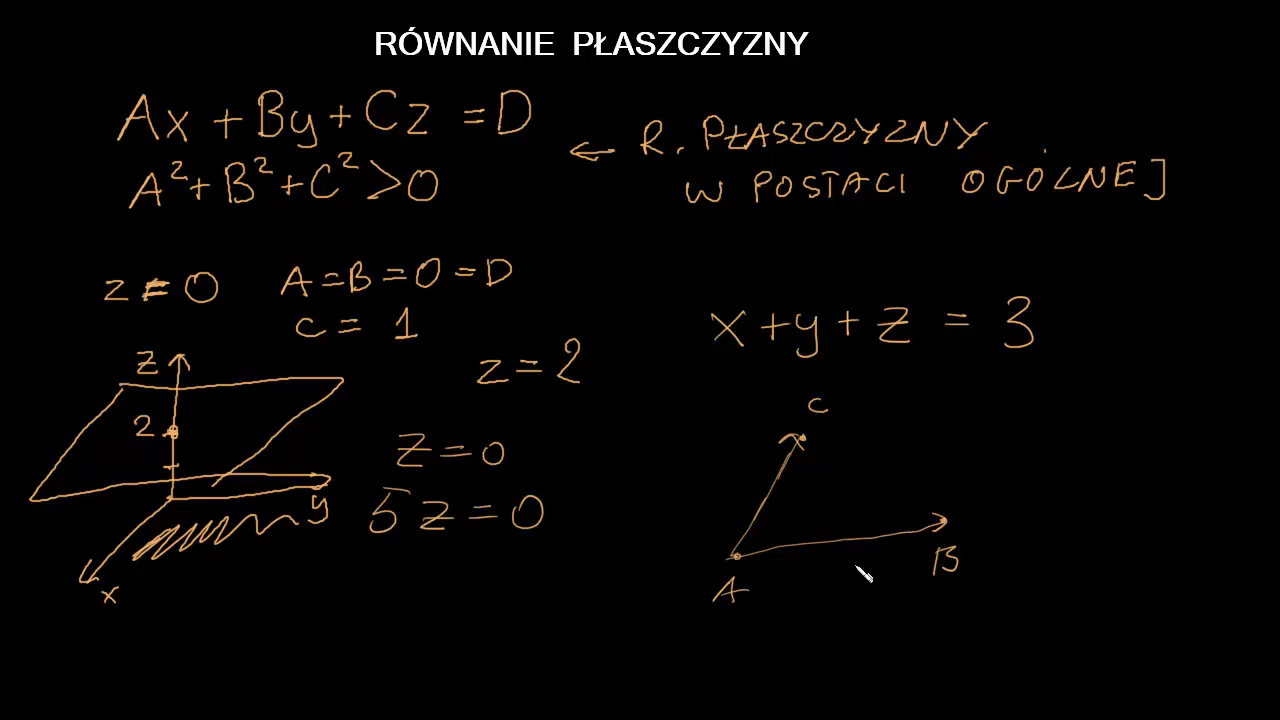 RÓWNANIE PŁASZCZYZNY
Ax + By + Cz = D
A² + B² + C² > 0
← R. PŁASZCZYZNY
W POSTACI OGÓLNEJ
z = 0
A = B = 0 = D
C = 1
z = 2
x + y + z = 3
z
2
y
x
z = 0
5z = 0
C
A
B